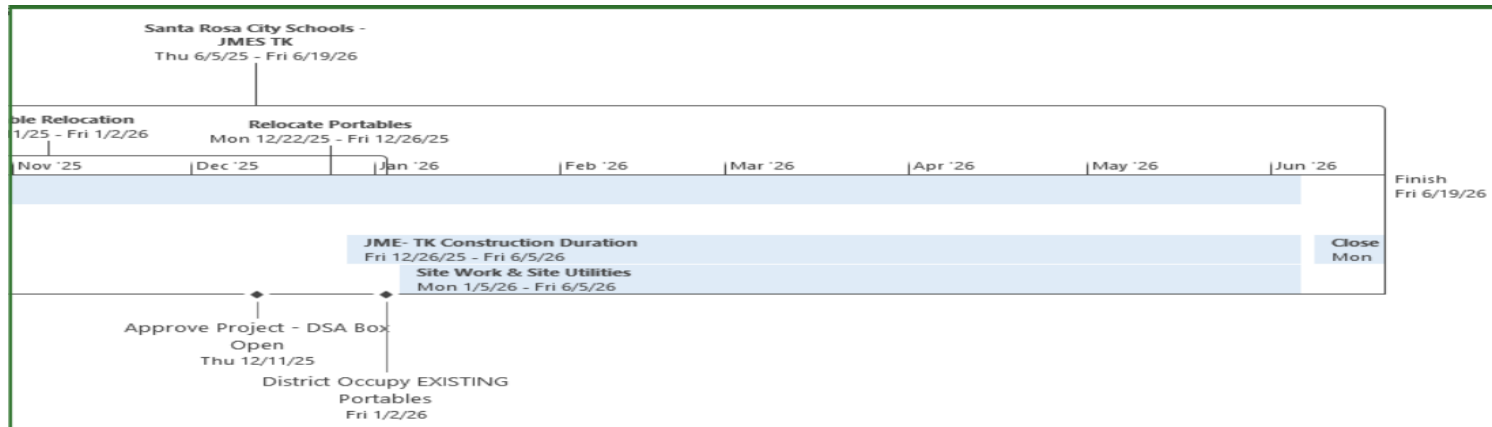 Santa Rosa City Schools -
JMES TK
Thu 6/5/25 - Fri 6/19/26
ble Relocation
1/25 - Fri 1/2/26
Relocate Portables
Mon 12/22/25 - Fri 12/26/25
Nov '25 Dec '25 Jan '26 Feb '26 Mar '26 Apr '26 May '26 Jun '26
Finish
Fri 6/19/26
JME- TK Construction Duration
Fri 12/26/25 - Fri 6/5/26
Close
Mon
Site Work & Site Utilities
Mon 1/5/26 - Fri 6/5/26
Approve Project - DSA Box
Open
Thu 12/11/25
District Occupy EXISTING
Portables
Fri 1/2/26